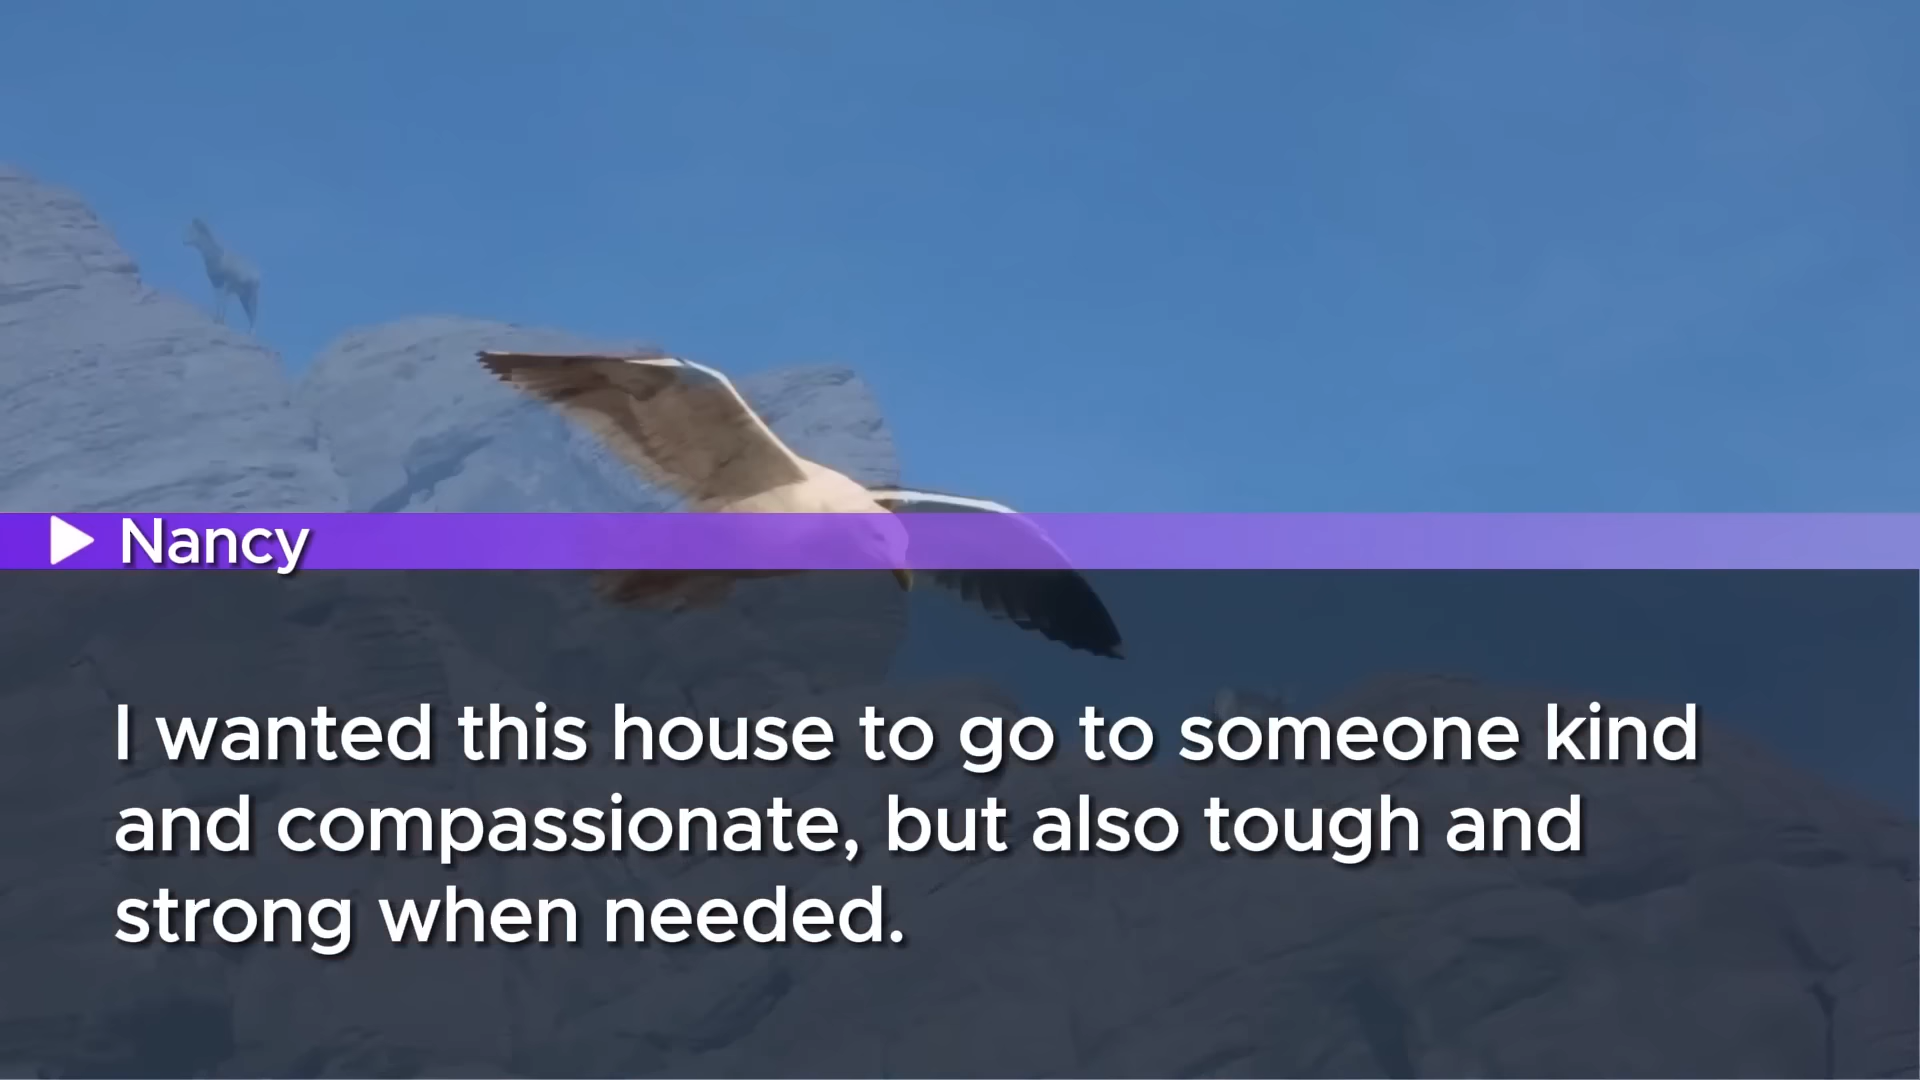 Nancy
I wanted this house to go to someone kind
and compassionate, but also tough and
strong when needed.